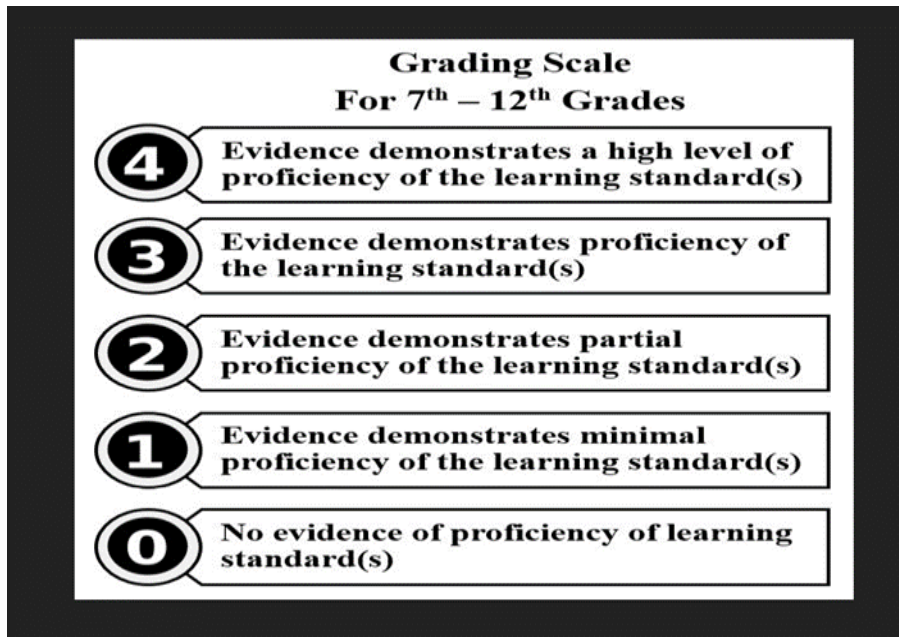 Grading Scale
For 7th – 12th Grades
4
Evidence demonstrates a high level of
proficiency of the learning standard(s)
3
Evidence demonstrates proficiency of
the learning standard(s)
2
Evidence demonstrates partial
proficiency of the learning standard(s)
1
Evidence demonstrates minimal
proficiency of the learning standard(s)
0
No evidence of proficiency of learning
standard(s)